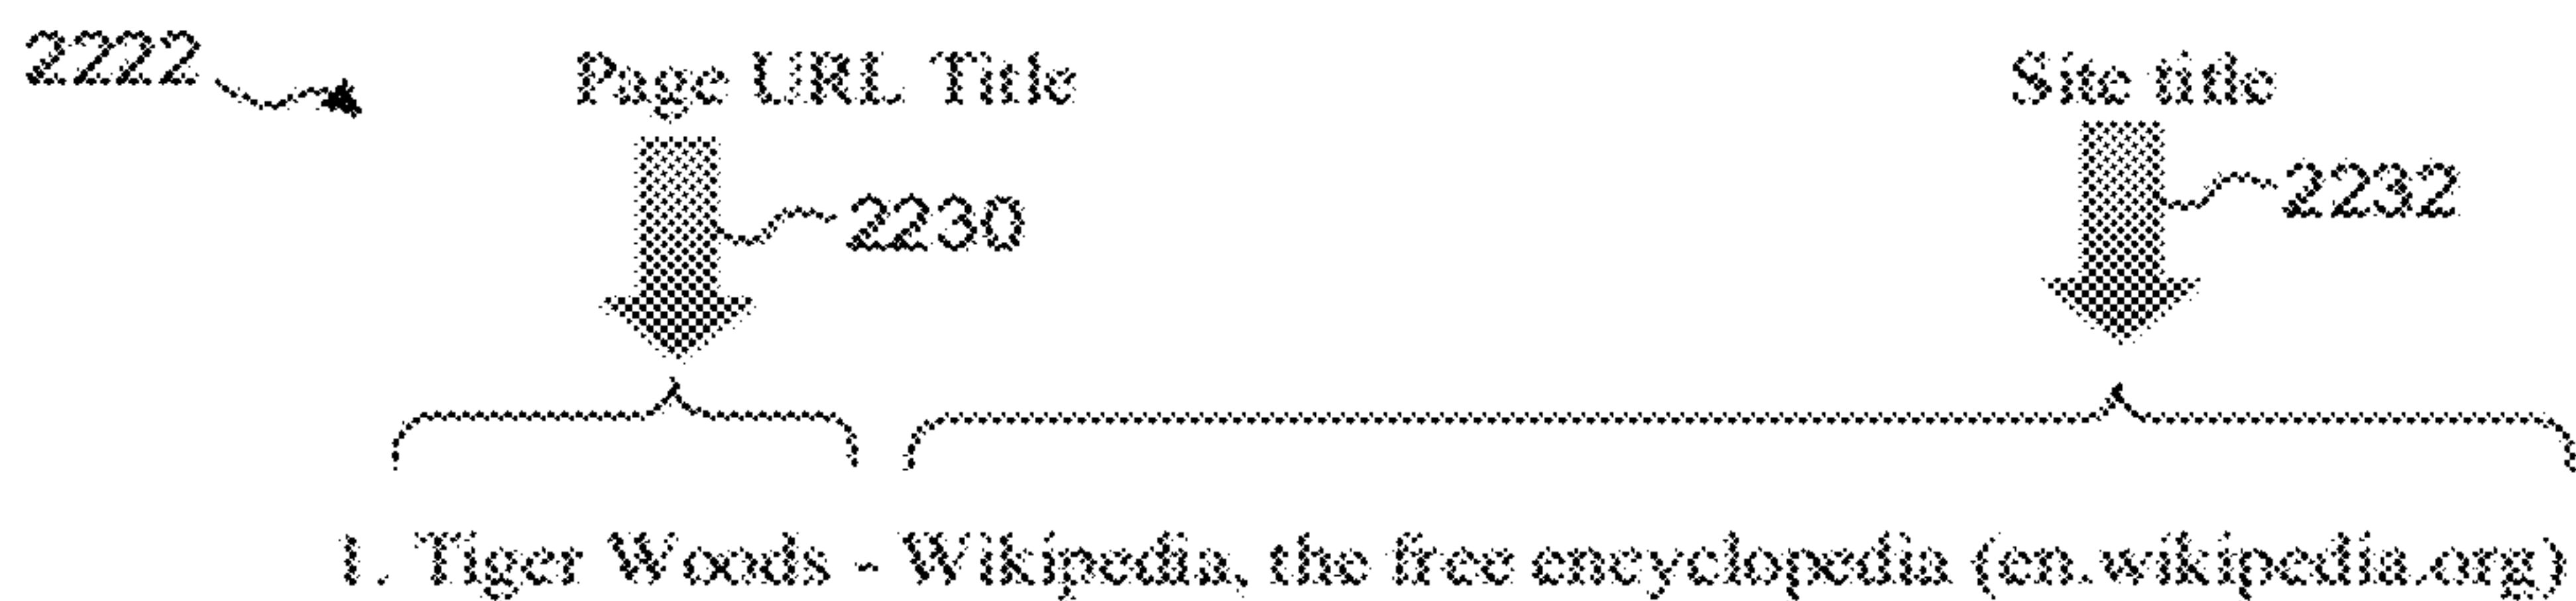 2222 Page URL Title Site title
2230 2232
1. Tiger Woods - Wikipedia, the free encyclopedia (en.wikipedia.org)